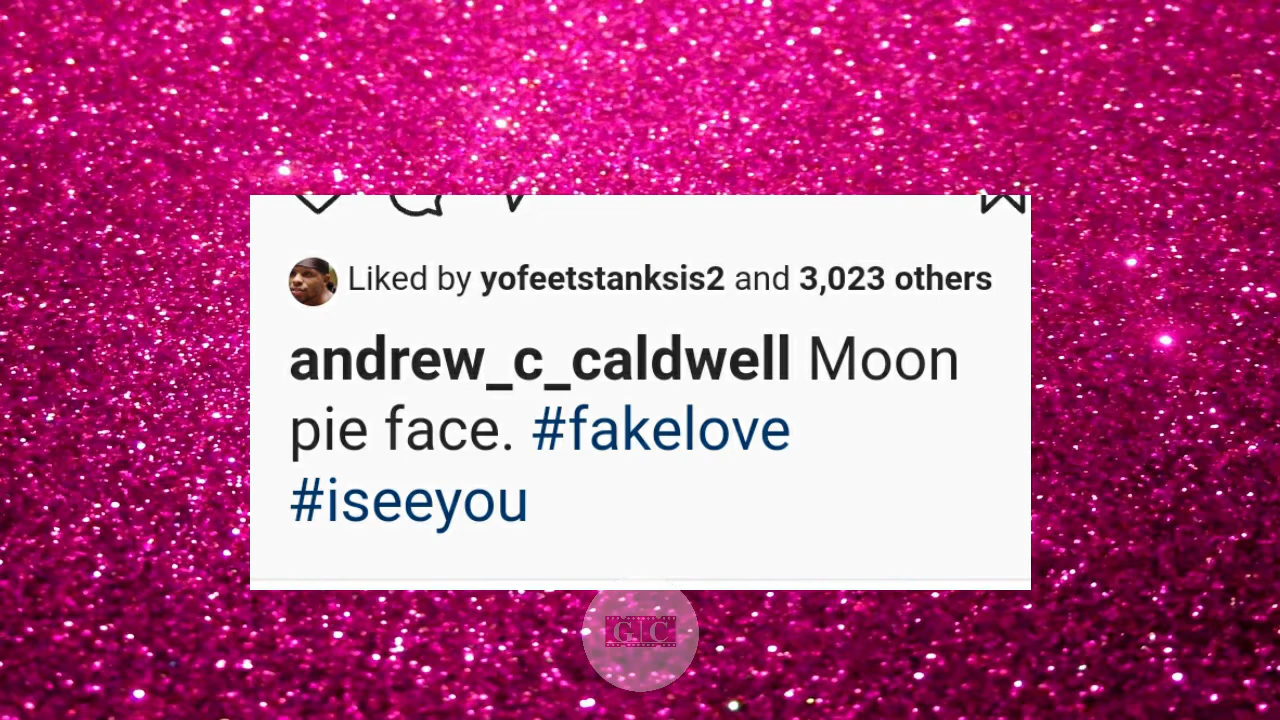 Liked by yofeetstanksis2 and 3,023 others
andrew_c_caldwell Moon
pie face. #fakelove
#iseeyou
G C